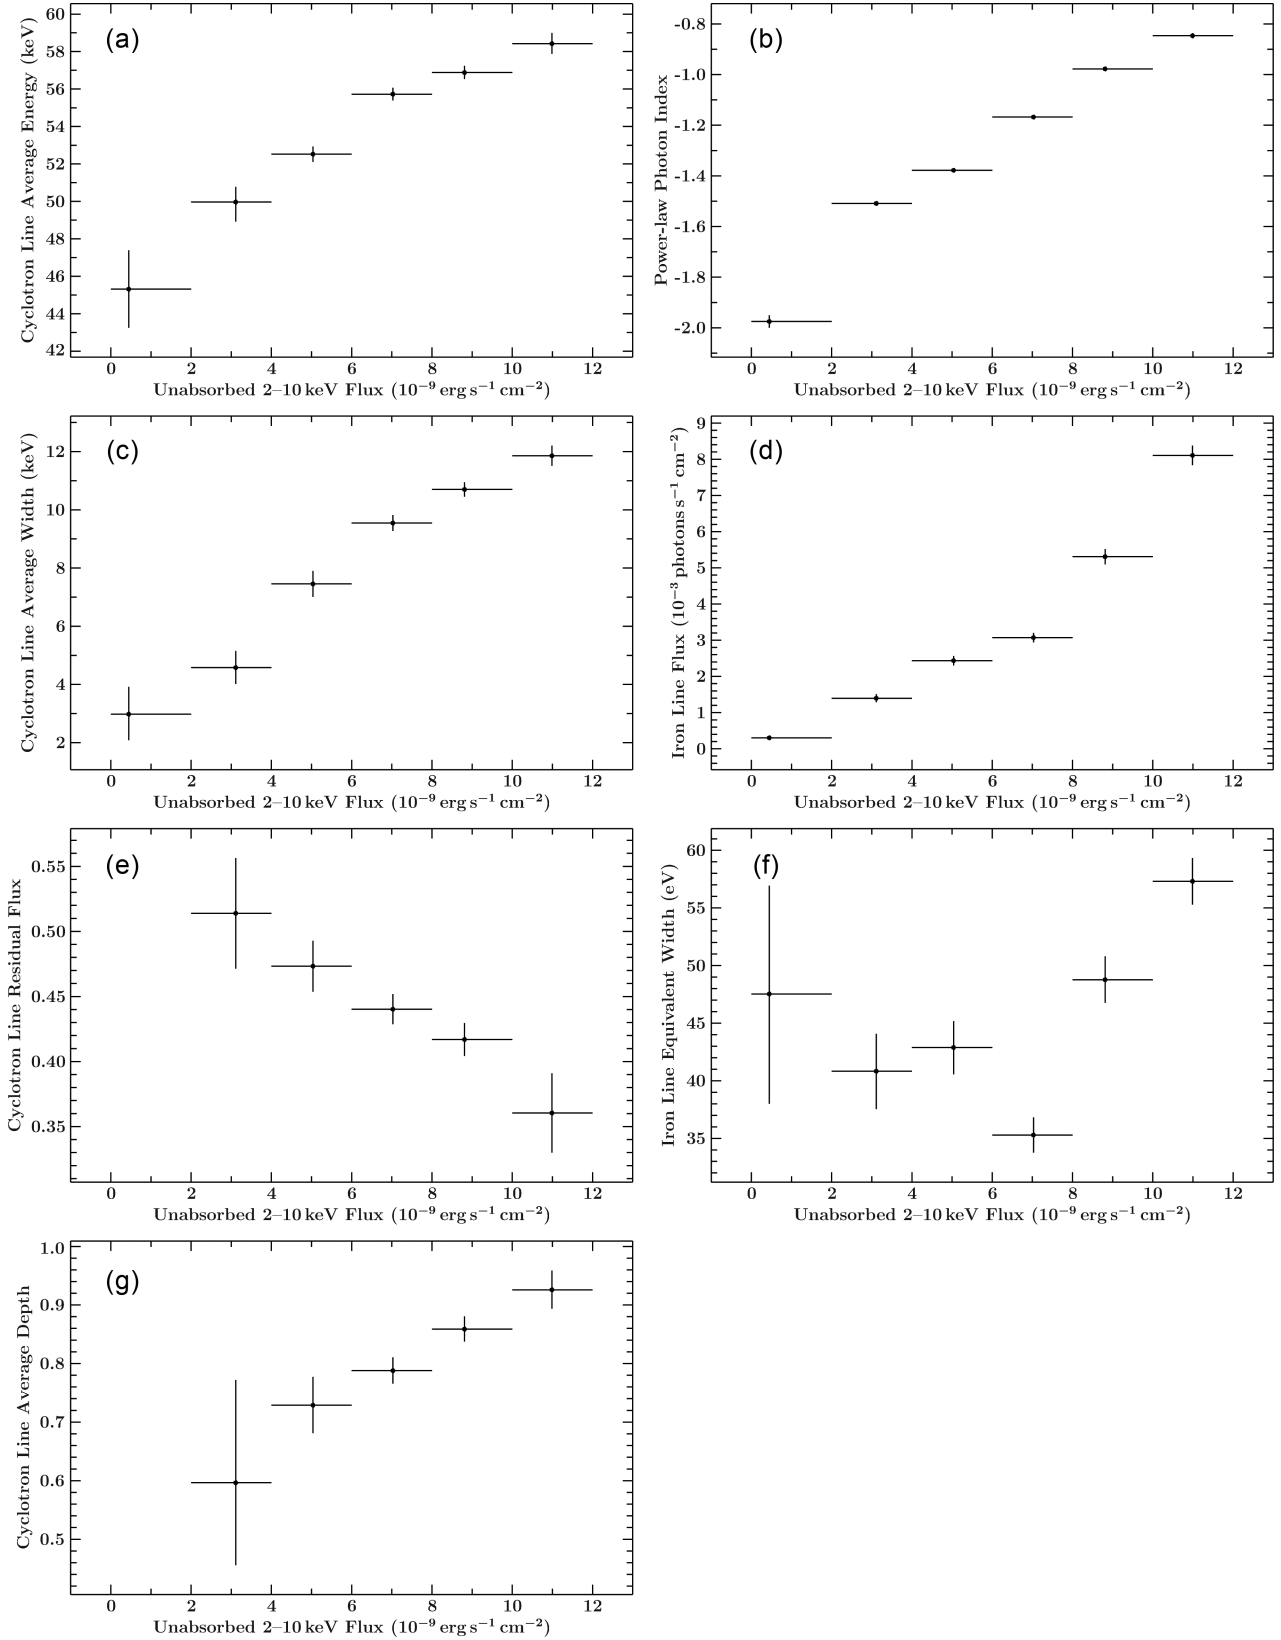 (a)
Cyclotron Line Average Energy (keV)
60
58
56
54
52
50
48
46
44
42
0 2 4 6 8 10 12
Unabsorbed 2–10 keV Flux (10⁻⁹ erg s⁻¹ cm⁻²)
(b)
Power-law Photon Index
-0.8
-1.0
-1.2
-1.4
-1.6
-1.8
-2.0
0 2 4 6 8 10 12
Unabsorbed 2–10 keV Flux (10⁻⁹ erg s⁻¹ cm⁻²)
(c)
Cyclotron Line Average Width (keV)
12
10
8
6
4
2
0 2 4 6 8 10 12
Unabsorbed 2–10 keV Flux (10⁻⁹ erg s⁻¹ cm⁻²)
(d)
Iron Line Flux (10⁻³ photons s⁻¹ cm⁻²)
9
8
7
6
5
4
3
2
1
0
0 2 4 6 8 10 12
Unabsorbed 2–10 keV Flux (10⁻⁹ erg s⁻¹ cm⁻²)
(e)
Cyclotron Line Residual Flux
0.55
0.50
0.45
0.40
0.35
0 2 4 6 8 10 12
Unabsorbed 2–10 keV Flux (10⁻⁹ erg s⁻¹ cm⁻²)
(f)
Iron Line Equivalent Width (eV)
60
55
50
45
40
35
0 2 4 6 8 10 12
Unabsorbed 2–10 keV Flux (10⁻⁹ erg s⁻¹ cm⁻²)
(g)
Cyclotron Line Average Depth
1.0
0.9
0.8
0.7
0.6
0.5
0 2 4 6 8 10 12
Unabsorbed 2–10 keV Flux (10⁻⁹ erg s⁻¹ cm⁻²)